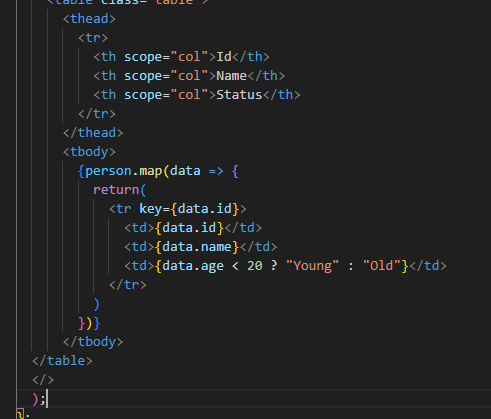 <table class="table">
<thead>
<tr>
<th scope="col">Id</th>
<th scope="col">Name</th>
<th scope="col">Status</th>
</tr>
</thead>
<tbody>
{person.map(data => {
return(
<tr key={data.id}>
<td>{data.id}</td>
<td>{data.name}</td>
<td>{data.age < 20 ? "Young" : "Old"}</td>
</tr>
)
})}
</tbody>
</table>
</>
);
};